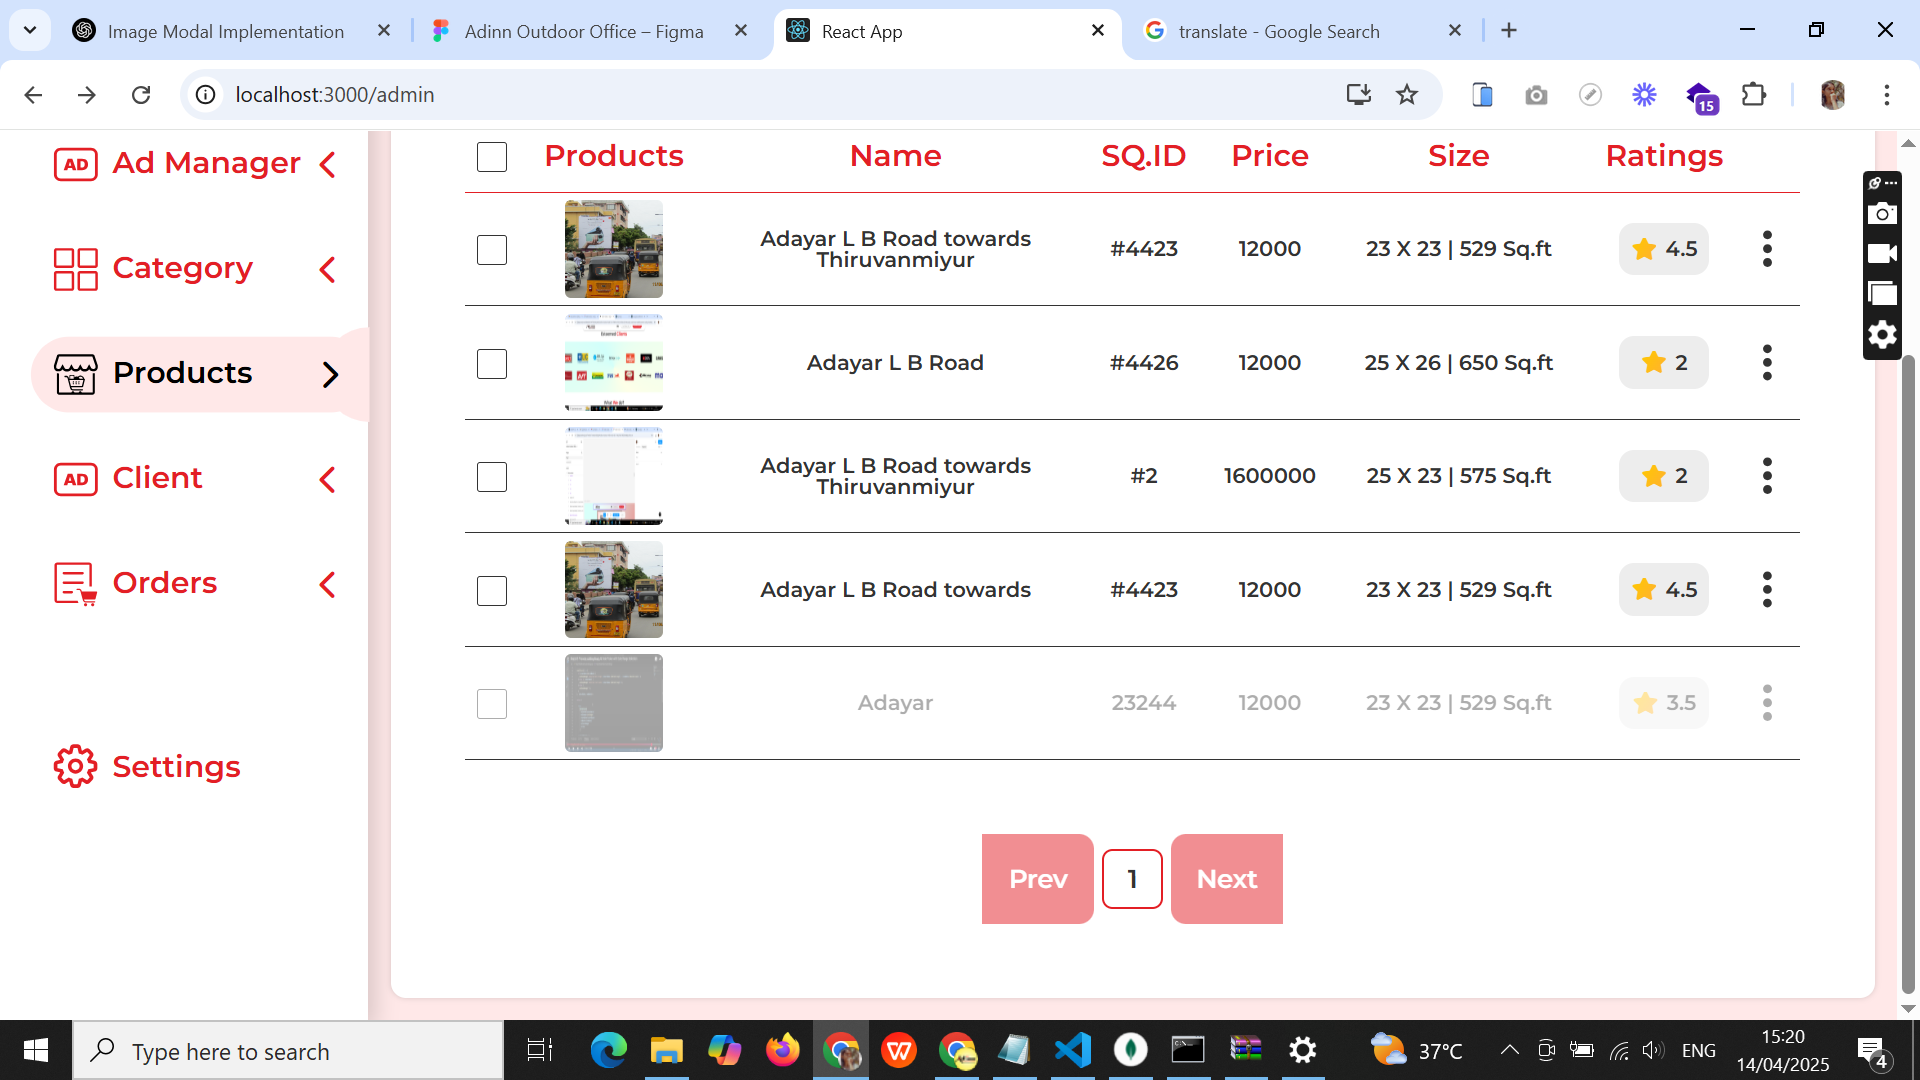 Image Modal Implementation
Adinn Outdoor Office – Figma
React App
translate - Google Search
localhost:3000/admin
15
AD Ad Manager
Category
Products
AD Client
Orders
Settings
Products Name SQ.ID Price Size Ratings
Adayar L B Road towards
Thiruvanmiyur
#4423 12000 23 X 23 | 529 Sq.ft 4.5
Adayar L B Road #4426 12000 25 X 26 | 650 Sq.ft 2
Adayar L B Road towards
Thiruvanmiyur
#2 1600000 25 X 23 | 575 Sq.ft 2
Adayar L B Road towards #4423 12000 23 X 23 | 529 Sq.ft 4.5
Adayar 23244 12000 23 X 23 | 529 Sq.ft 3.5
Prev 1 Next
Type here to search
37°C
ENG
15:20
14/04/2025
4